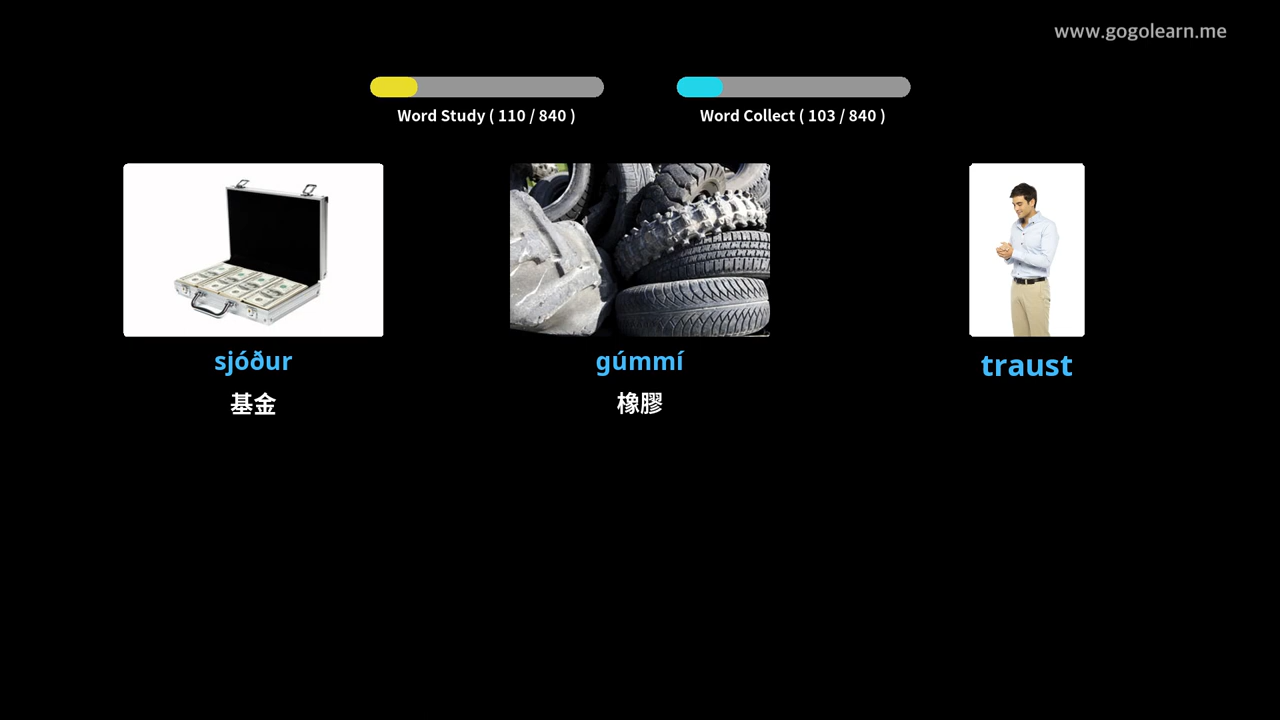 www.gogolearn.me
Word Study ( 110 / 840 )
Word Collect ( 103 / 840 )
sjóður
gúmmí
traust
基金
橡膠